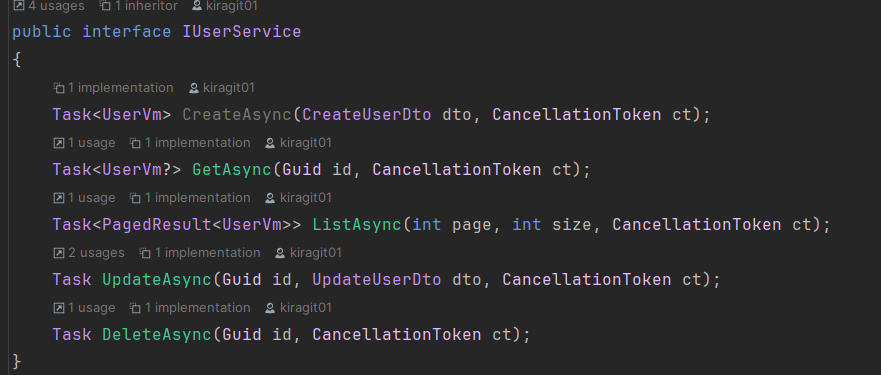 4 usages 1 inheritor kiragit01
public interface IUserService
{
1 implementation kiragit01
Task<UserVm> CreateAsync(CreateUserDto dto, CancellationToken ct);
1 usage 1 implementation kiragit01
Task<UserVm?> GetAsync(Guid id, CancellationToken ct);
1 usage 1 implementation kiragit01
Task<PagedResult<UserVm>> ListAsync(int page, int size, CancellationToken ct);
2 usages 1 implementation kiragit01
Task UpdateAsync(Guid id, UpdateUserDto dto, CancellationToken ct);
1 usage 1 implementation kiragit01
Task DeleteAsync(Guid id, CancellationToken ct);
}